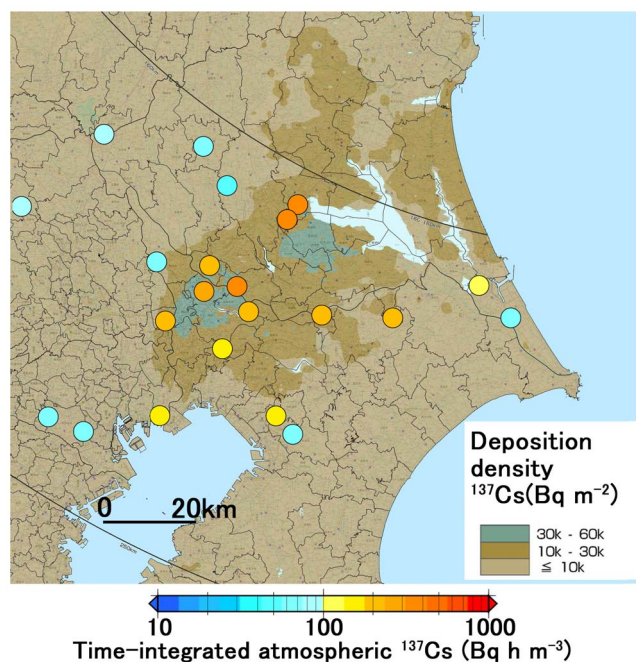 0 20km
Deposition
density
¹³⁷Cs(Bq m⁻²)
30k - 60k
10k - 30k
≦ 10k
10 100 1000
Time-integrated atmospheric ¹³⁷Cs (Bq h m⁻³)